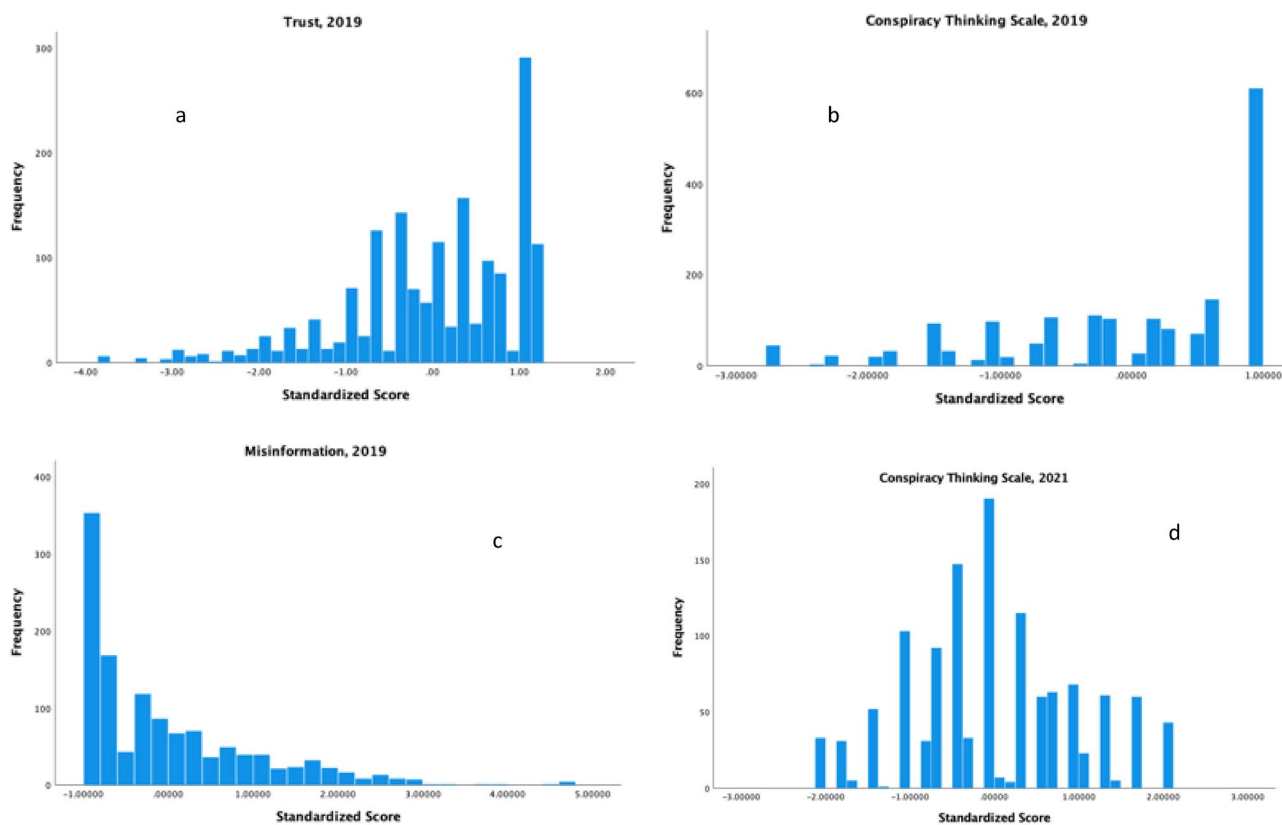 Trust, 2019
300
200
100
0
Frequency
a
-4.00
-3.00
-2.00
-1.00
.00
1.00
2.00
Standardized Score
Conspiracy Thinking Scale, 2019
600
400
200
0
Frequency
b
-3.00000
-2.00000
-1.00000
.00000
1.00000
Standardized Score
Misinformation, 2019
400
300
200
100
0
Frequency
c
-1.00000
.00000
1.00000
2.00000
3.00000
4.00000
5.00000
Standardized Score
Conspiracy Thinking Scale, 2021
200
150
100
50
0
Frequency
d
-3.00000
-2.00000
-1.00000
.00000
1.00000
2.00000
3.00000
Standardized Score